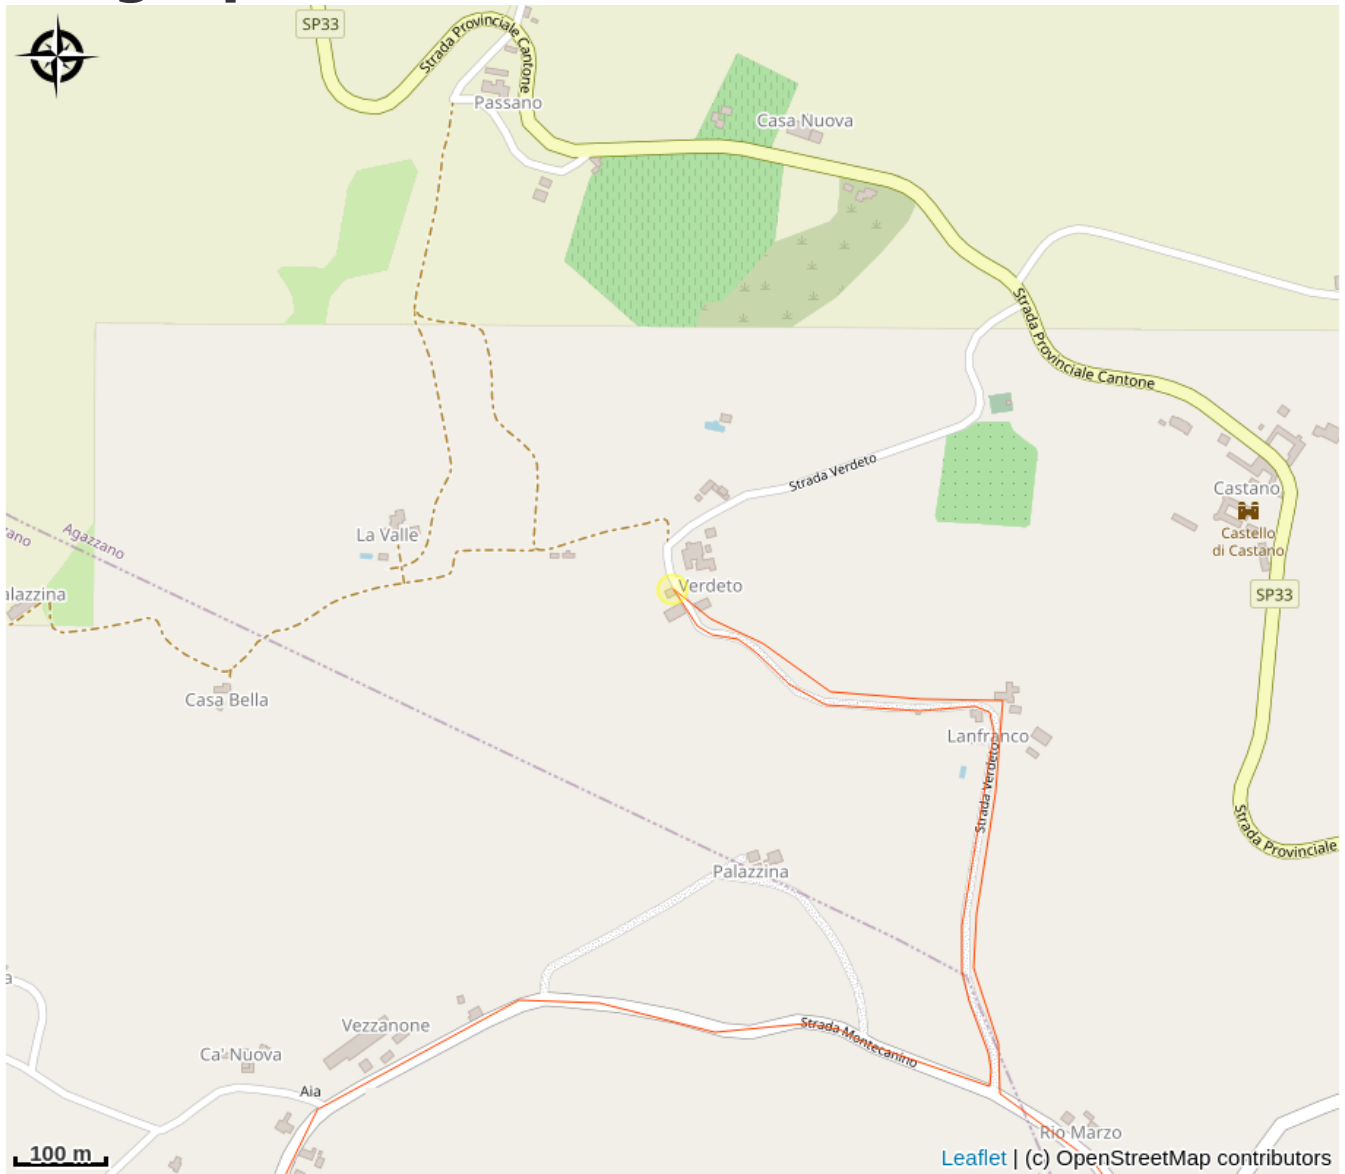 SP33
Strada Provinciale Cantone
Passano
Casa Nuova
Strada Provinciale Cantone
Strada Verdeto
Castano
Castello
di Castano
La Valle
Agazzano
zano
alazzina
Verdeto
SP33
Casa Bella
Lanfranco
Strada Verdeto
Strada Provinciale
Palazzina
a
Vezzanone
Strada Montecanino
Ca' Nuova
Aia
Rio Marzo
100 m
Leaflet | (c) OpenStreetMap contributors